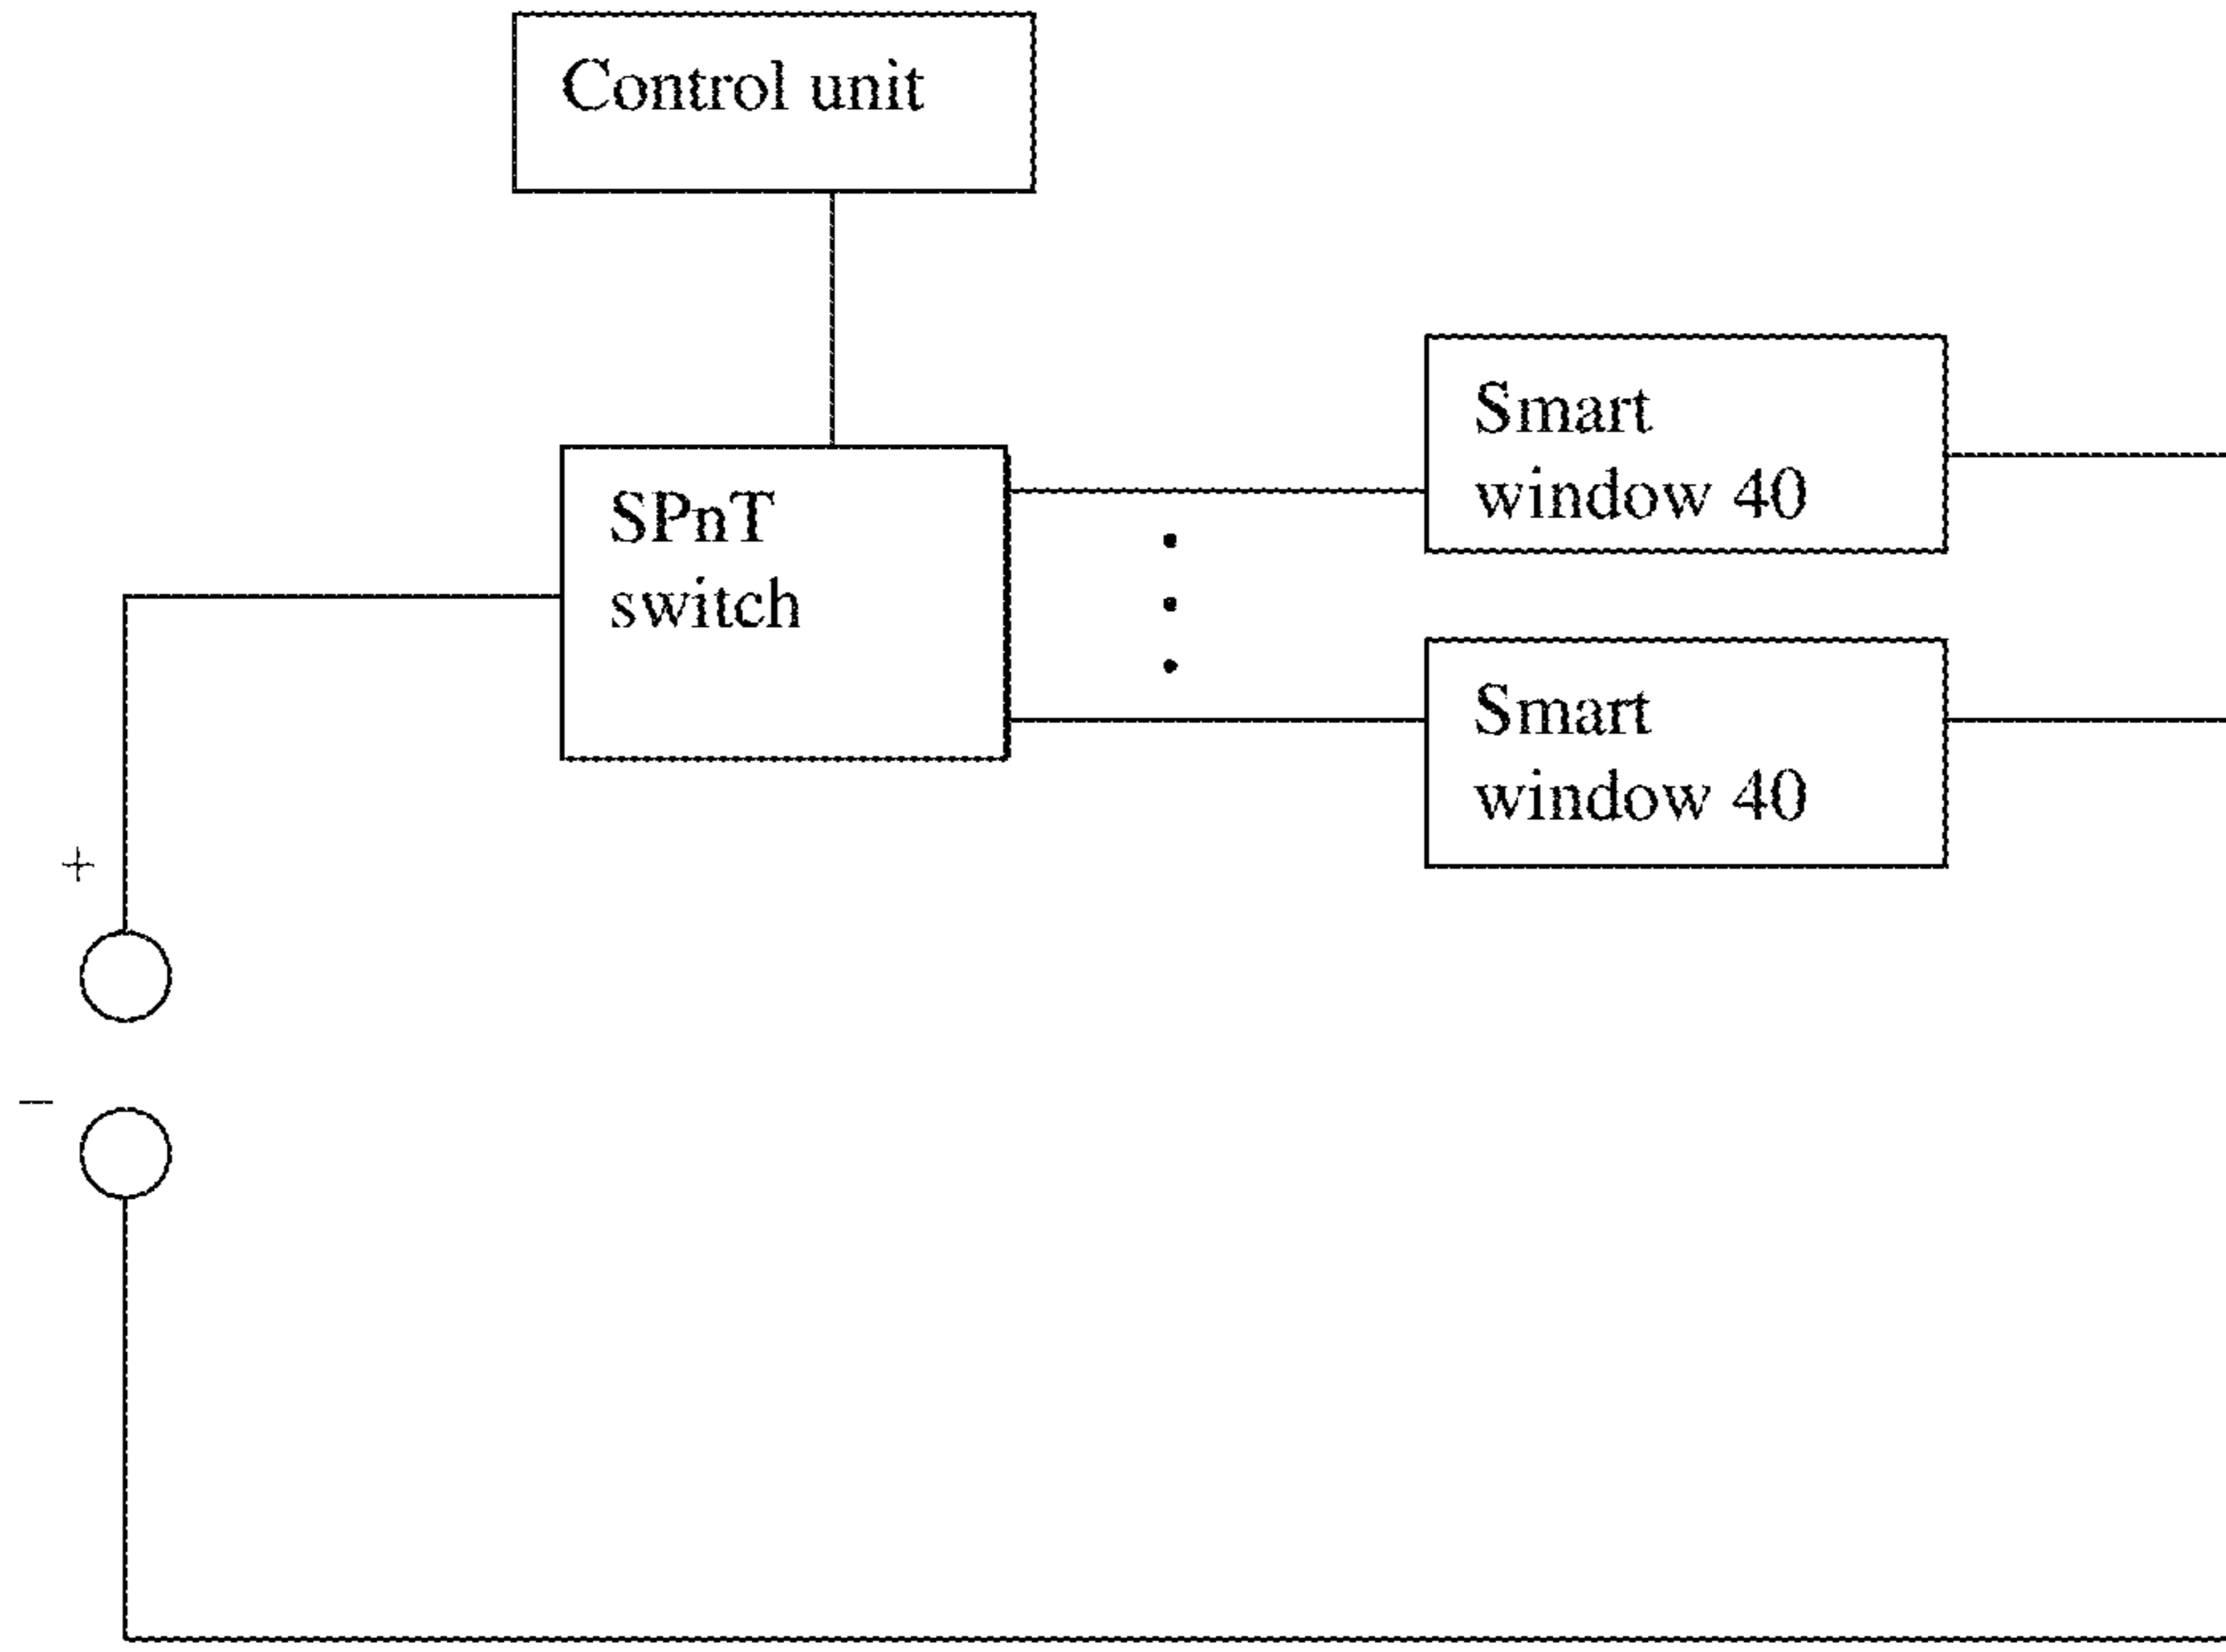 Control unit
SPnT
switch
Smart
window 40
Smart
window 40
+
−